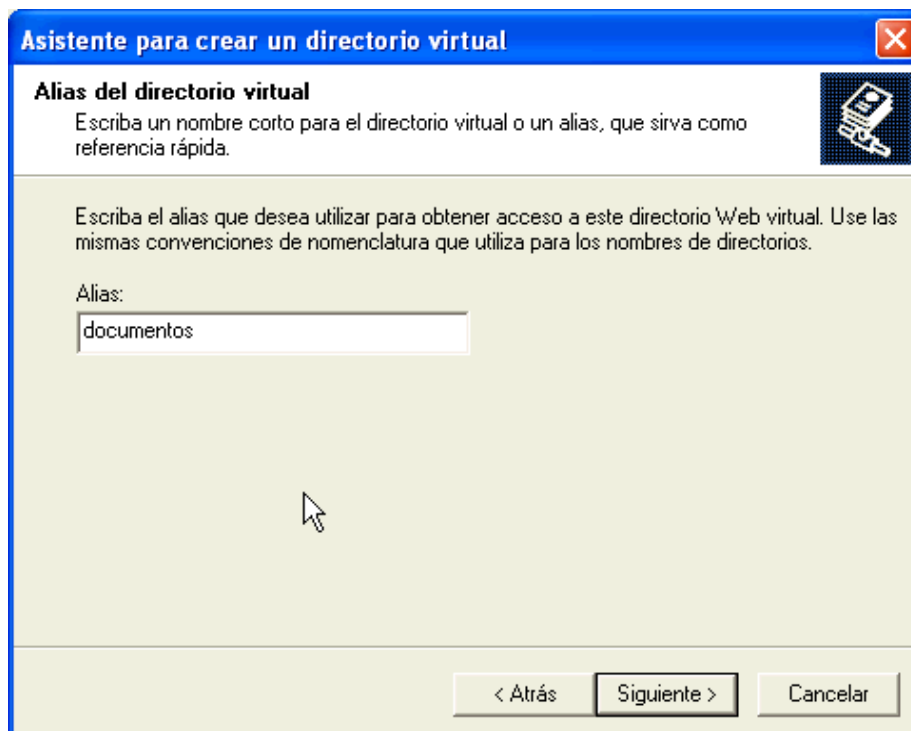 Asistente para crear un directorio virtual
Alias del directorio virtual
Escriba un nombre corto para el directorio virtual o un alias, que sirva como
referencia rápida.
Escriba el alias que desea utilizar para obtener acceso a este directorio Web virtual. Use las
mismas convenciones de nomenclatura que utiliza para los nombres de directorios.
Alias:
documentos
< Atrás
Siguiente >
Cancelar